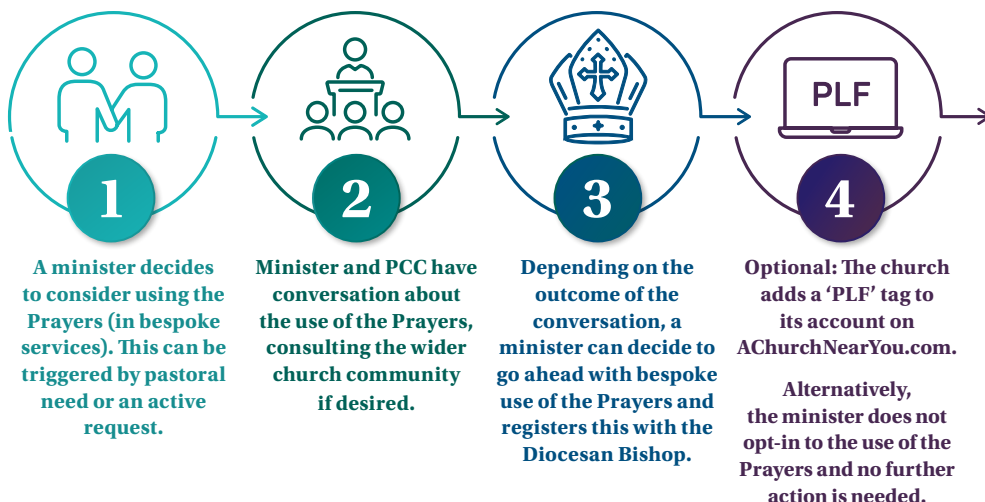 PLF
1
2
3
4
A minister decides
to consider using the
Prayers (in bespoke
services). This can be
triggered by pastoral
need or an active
request.
Minister and PCC have
conversation about
the use of the Prayers,
consulting the wider
church community
if desired.
Depending on the
outcome of the
conversation, a
minister can decide to
go ahead with bespoke
use of the Prayers and
registers this with the
Diocesan Bishop.
Optional: The church
adds a ‘PLF’ tag to
its account on
AChurchNearYou.com.
Alternatively,
the minister does not
opt-in to the use of the
Prayers and no further
action is needed.